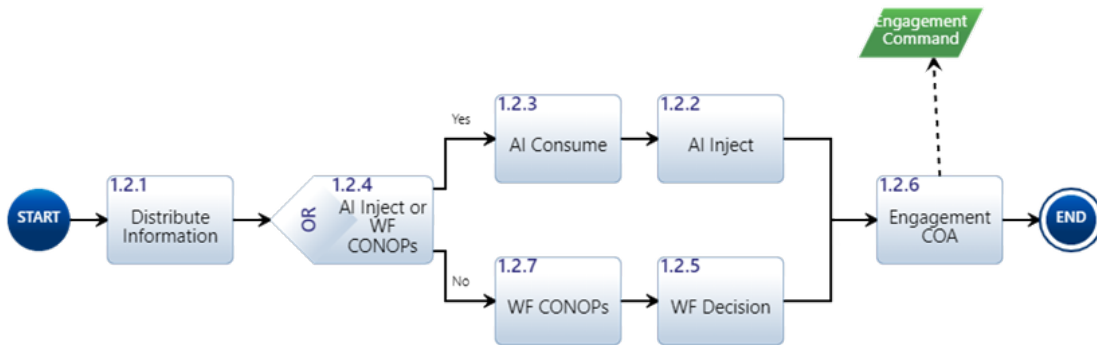 Engagement
Command
START
1.2.1
Distribute
Information
OR
1.2.4
AI Inject or
WF
CONOPs
Yes
1.2.3
AI Consume
1.2.2
AI Inject
No
1.2.7
WF CONOPs
1.2.5
WF Decision
1.2.6
Engagement
COA
END